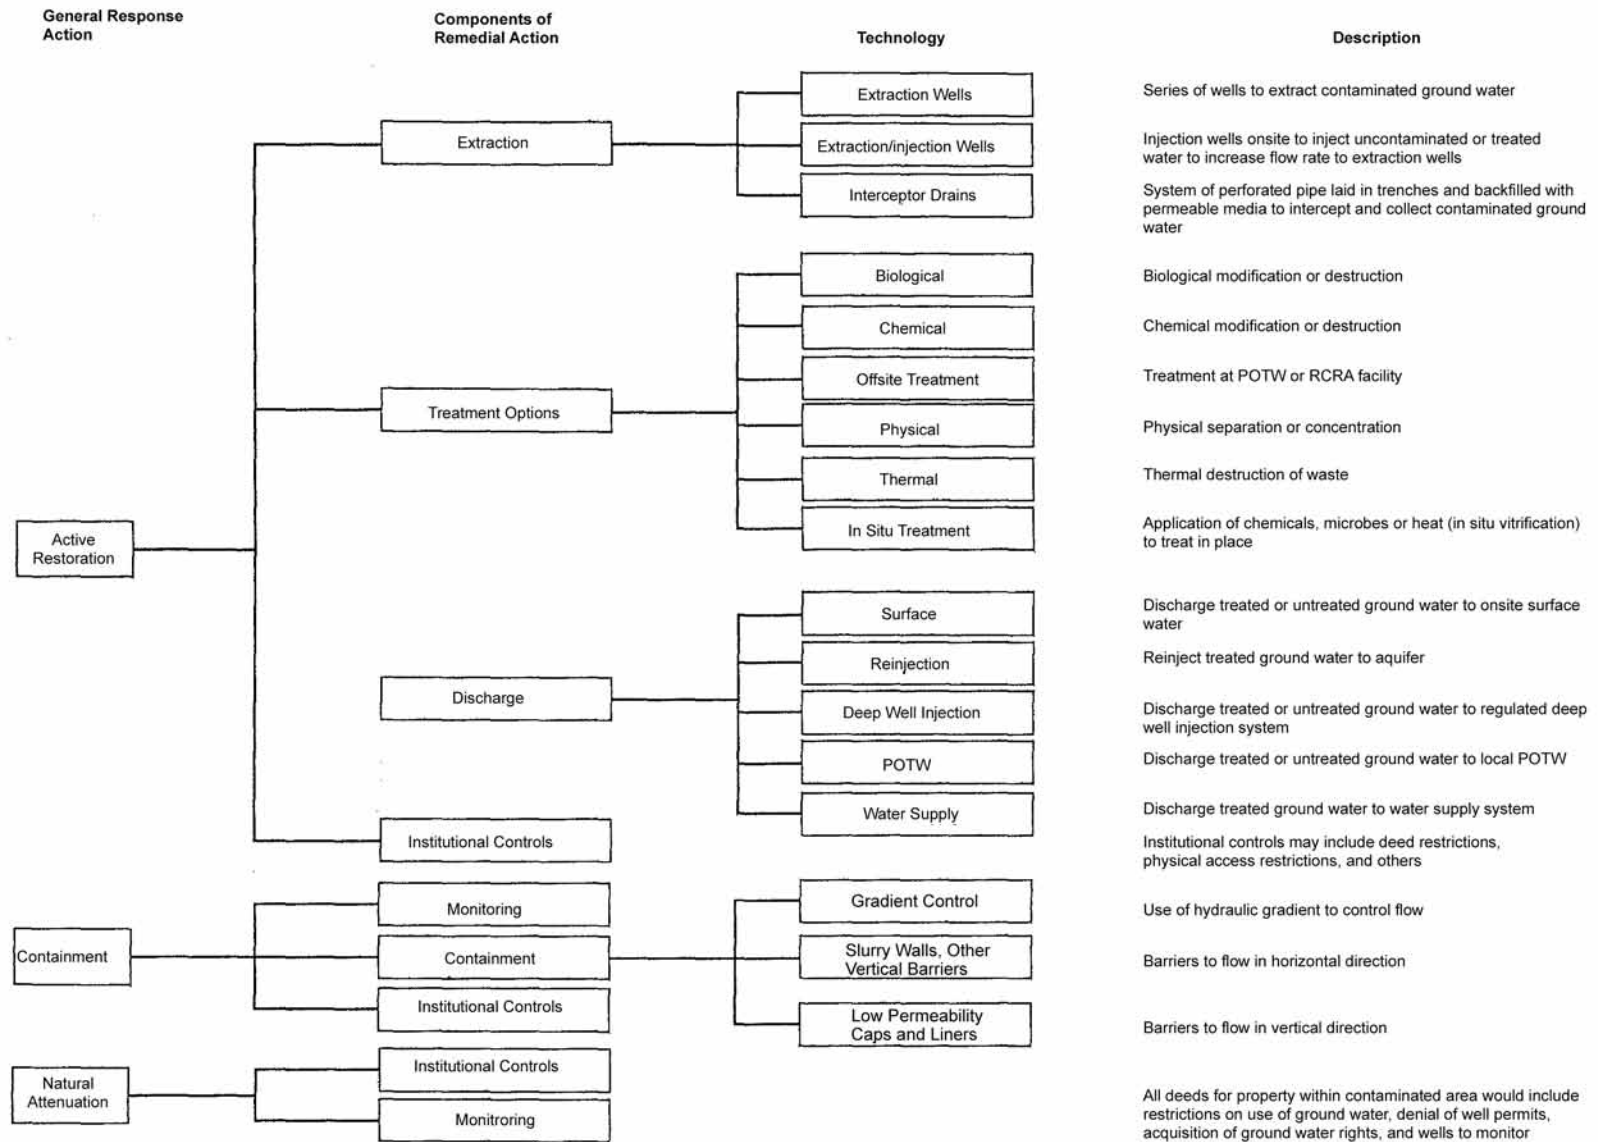 General Response
Action
Components of
Remedial Action
Technology
Description
Extraction Wells
Series of wells to extract contaminated ground water
Extraction
Extraction/injection Wells
Injection wells onsite to inject uncontaminated or treated
water to increase flow rate to extraction wells
Interceptor Drains
System of perforated pipe laid in trenches and backfilled with
permeable media to intercept and collect contaminated ground
water
Biological
Biological modification or destruction
Chemical
Chemical modification or destruction
Offsite Treatment
Treatment at POTW or RCRA facility
Treatment Options
Physical
Physical separation or concentration
Thermal
Thermal destruction of waste
In Situ Treatment
Application of chemicals, microbes or heat (in situ vitrification)
to treat in place
Active
Restoration
Surface
Discharge treated or untreated ground water to onsite surface
water
Reinjection
Reinject treated ground water to aquifer
Discharge
Deep Well Injection
Discharge treated or untreated ground water to regulated deep
well injection system
POTW
Discharge treated or untreated ground water to local POTW
Water Supply
Discharge treated ground water to water supply system
Institutional Controls
Institutional controls may include deed restrictions,
physical access restrictions, and others
Monitoring
Gradient Control
Use of hydraulic gradient to control flow
Containment
Containment
Slurry Walls, Other
Vertical Barriers
Barriers to flow in horizontal direction
Institutional Controls
Low Permeability
Caps and Liners
Barriers to flow in vertical direction
Institutional Controls
Natural
Attenuation
Monitroring
All deeds for property within contaminated area would include
restrictions on use of ground water, denial of well permits,
acquisition of ground water rights, and wells to monitor